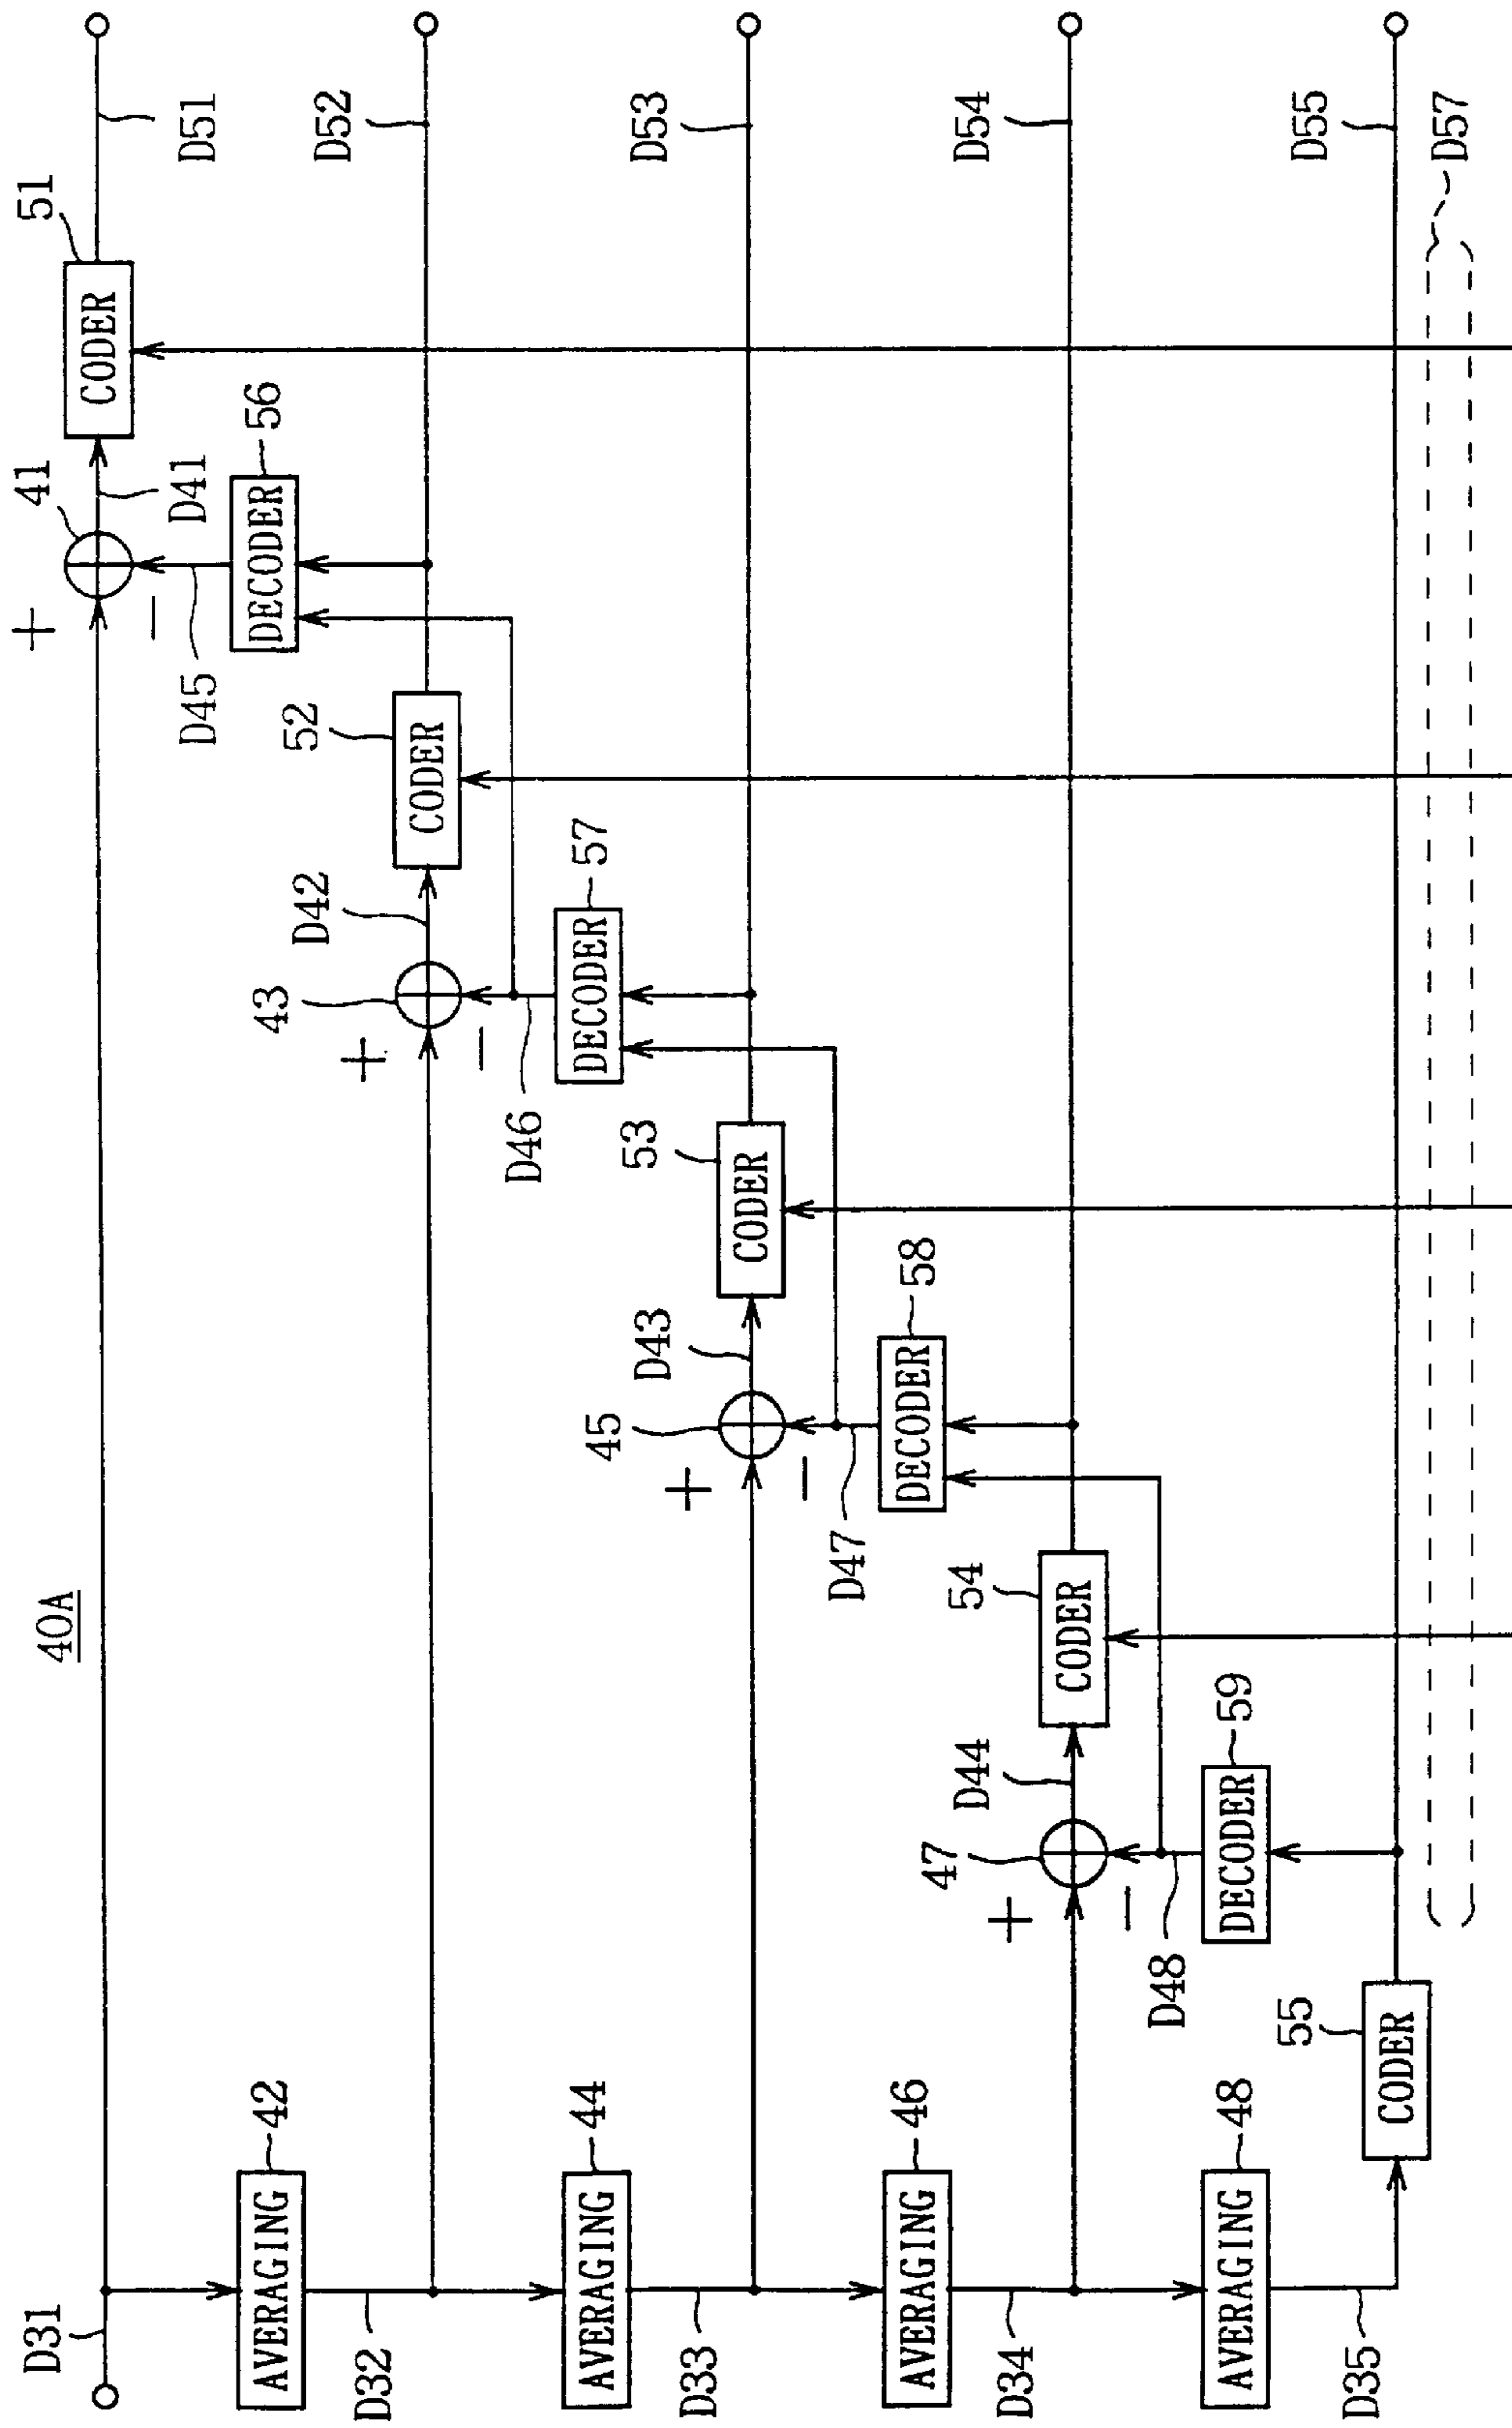 40A
D31
+
41
D41
CODER
51
D51
−
D45
DECODER
56
AVERAGING
42
D32
+
43
D42
CODER
52
D52
−
D46
DECODER
57
AVERAGING
44
D33
+
45
D43
CODER
53
D53
−
D47
DECODER
58
AVERAGING
46
D34
+
47
D44
CODER
54
D54
−
D48
DECODER
59
AVERAGING
48
D35
CODER
55
D55
D57